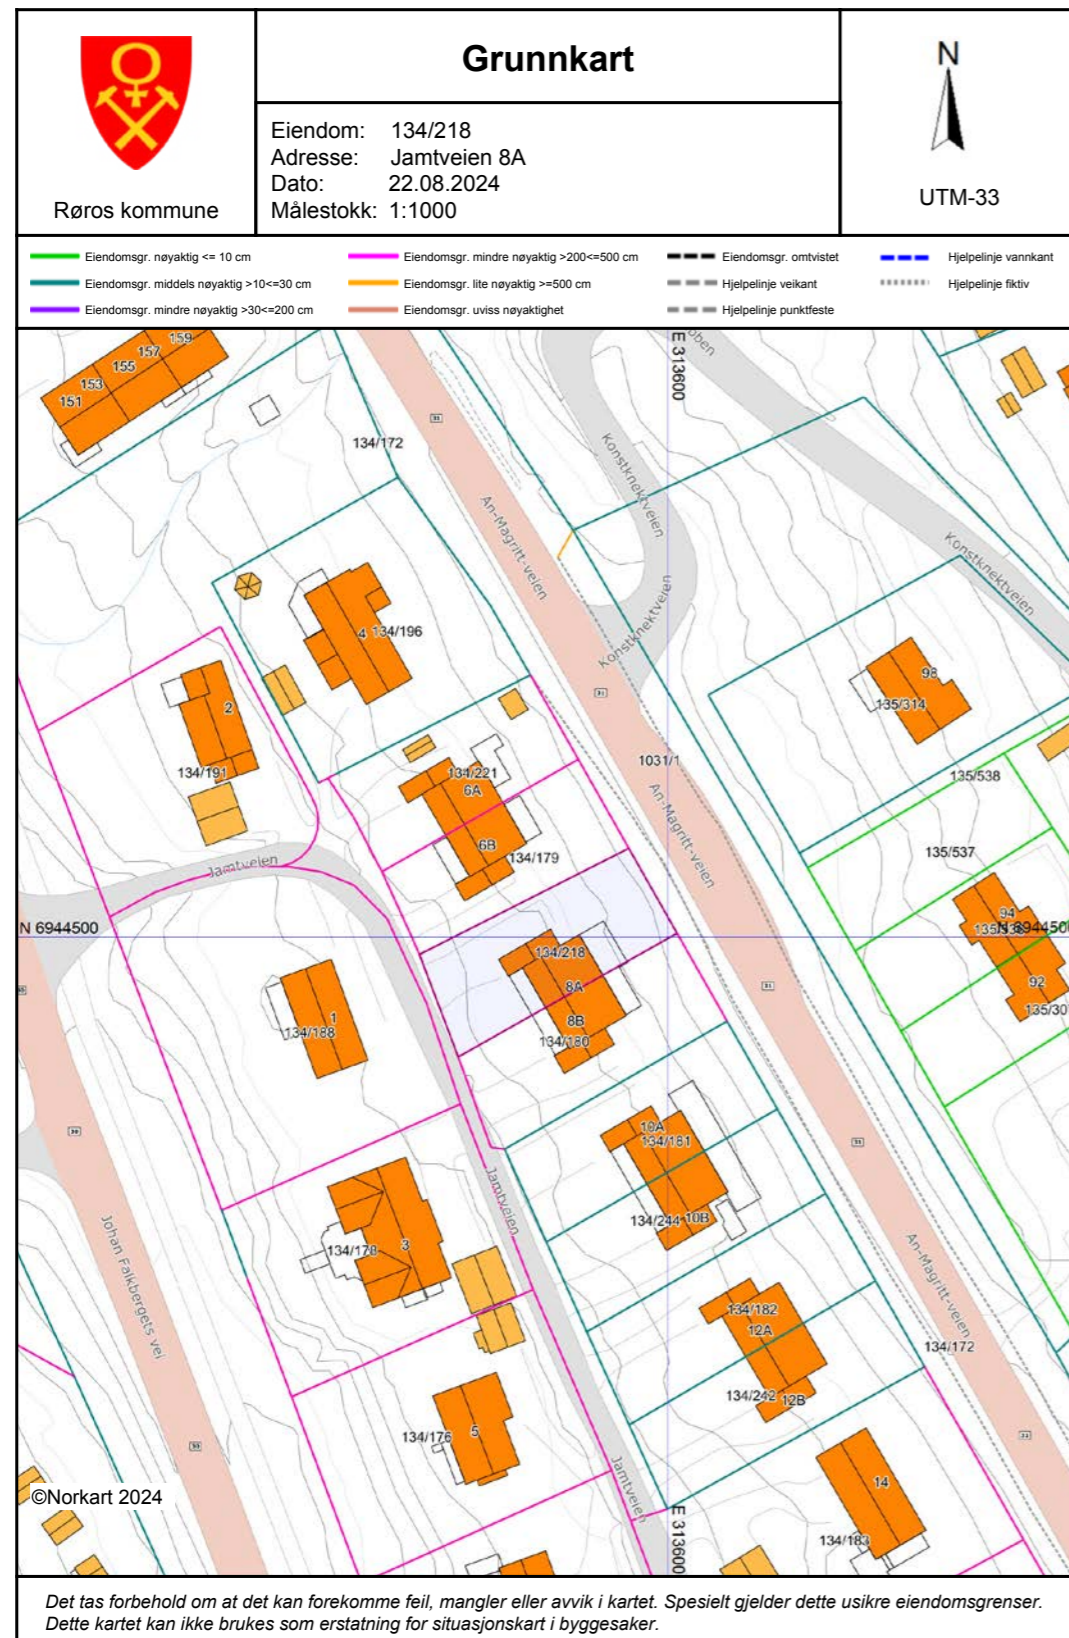 Grunnkart
Eiendom: 134/218
Adresse: Jamtveien 8A
Dato: 22.08.2024
Målestokk: 1:1000
Røros kommune
N
UTM-33
Eiendomsgr. nøyaktig <= 10 cm
Eiendomsgr. middels nøyaktig >10<=30 cm
Eiendomsgr. mindre nøyaktig >30<=200 cm
Eiendomsgr. mindre nøyaktig >200<=500 cm
Eiendomsgr. lite nøyaktig >=500 cm
Eiendomsgr. uviss nøyaktighet
Eiendomsgr. omtvistet
Hjelpelinje veikant
Hjelpelinje punktfeste
Hjelpelinje vannkant
Hjelpelinje fiktiv
159
157
155
153
151
E 313600
31
134/172
Konstknektveien
An-Magritt-veien
Konstknektveien
Konstknektveien
4
134/196
98
135/314
31
2
134/191
134/221
6A
1031/1
135/538
An-Magritt-veien
6B
134/179
135/537
Jamtveien
94
N 6944500
134/218
8A
31
92
135/307
1
134/188
8B
134/180
30
10A
134/181
31
Jamtveien
134/244
10B
Johan Falkbergets vei
134/178
3
An-Magritt-veien
134/182
12A
134/172
134/242
12B
134/176
5
30
31
Jamtveien
14
134/183
E 313600
©Norkart 2024
Det tas forbehold om at det kan forekomme feil, mangler eller avvik i kartet. Spesielt gjelder dette usikre eiendomsgrenser.
Dette kartet kan ikke brukes som erstatning for situasjonskart i byggesaker.